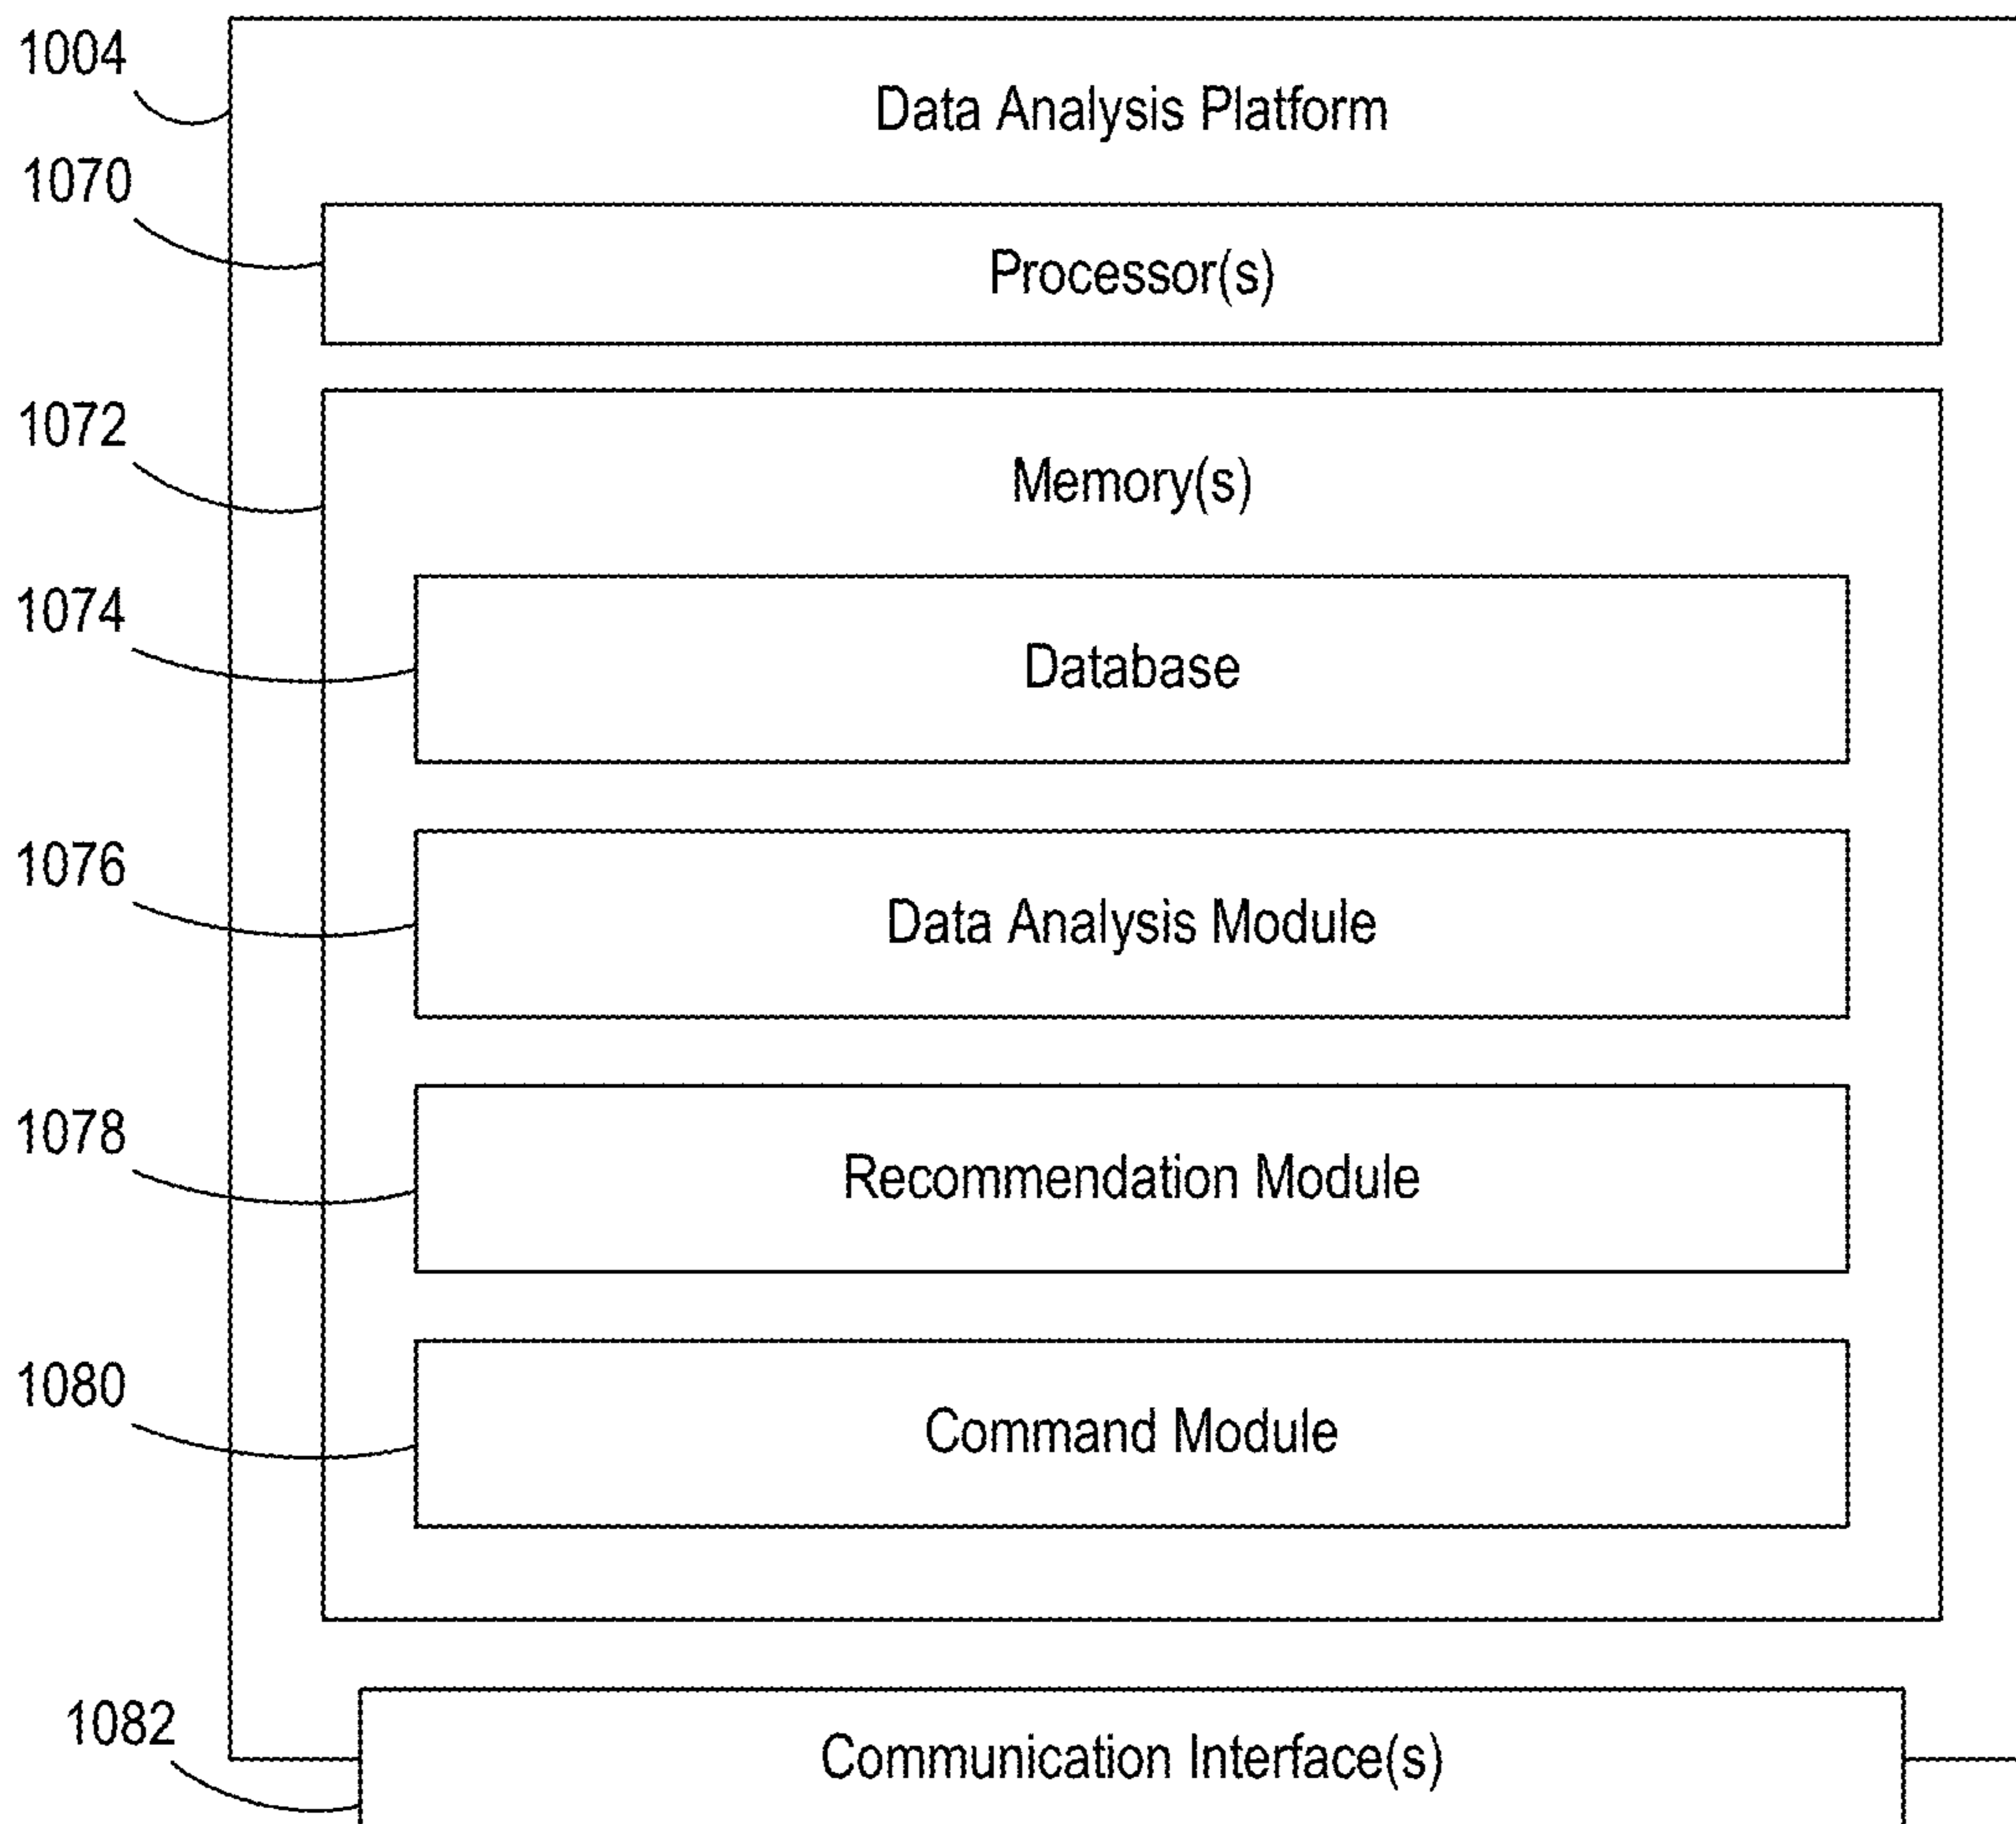 1004
Data Analysis Platform
1070
Processor(s)
1072
Memory(s)
1074
Database
1076
Data Analysis Module
1078
Recommendation Module
1080
Command Module
1082
Communication Interface(s)